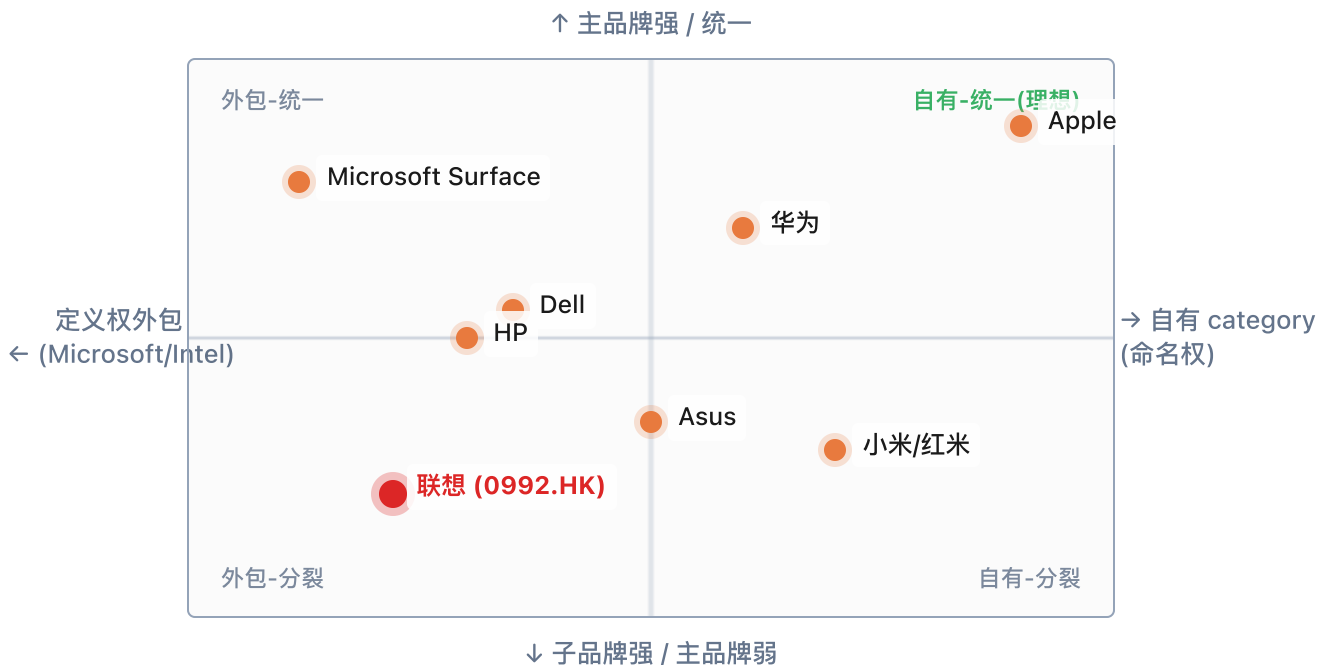 ↑ 主品牌强 / 统一
外包-统一
自有-统一(理想)
Apple
Microsoft Surface
华为
Dell
HP
定义权外包
← (Microsoft/Intel)
→ 自有 category
(命名权)
Asus
小米/红米
联想 (0992.HK)
外包-分裂
自有-分裂
↓ 子品牌强 / 主品牌弱